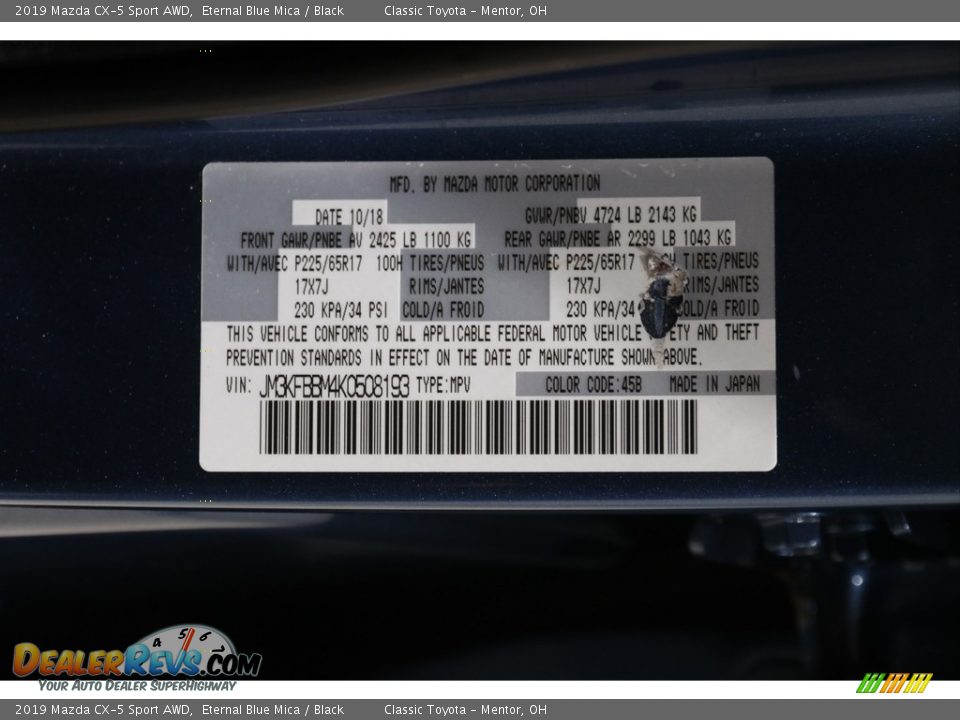 2019 Mazda CX-5 Sport AWD, Eternal Blue Mica / Black Classic Toyota - Mentor, OH
MFD. BY MAZDA MOTOR CORPORATION
DATE 10/18 GVWR/PNBV 4724 LB 2143 KG
FRONT GAWR/PNBE AV 2425 LB 1100 KG REAR GAWR/PNBE AR 2299 LB 1043 KG
WITH/AVEC P225/65R17 100H TIRES/PNEUS WITH/AVEC P225/65R17 TIRES/PNEUS
17X7J RIMS/JANTES 17X7J RIMS/JANTES
230 KPA/34 PSI COLD/A FROID 230 KPA/34 COLD/A FROID
THIS VEHICLE CONFORMS TO ALL APPLICABLE FEDERAL MOTOR VEHICLE AND THEFT
PREVENTION STANDARDS IN EFFECT ON THE DATE OF MANUFACTURE SHOWN ABOVE.
VIN: JM3KFBBM4K0508193 TYPE:MPV COLOR CODE:45B MADE IN JAPAN
4 5 6
DealerRevs.com
Your Auto Dealer SuperHighway
2019 Mazda CX-5 Sport AWD, Eternal Blue Mica / Black Classic Toyota - Mentor, OH